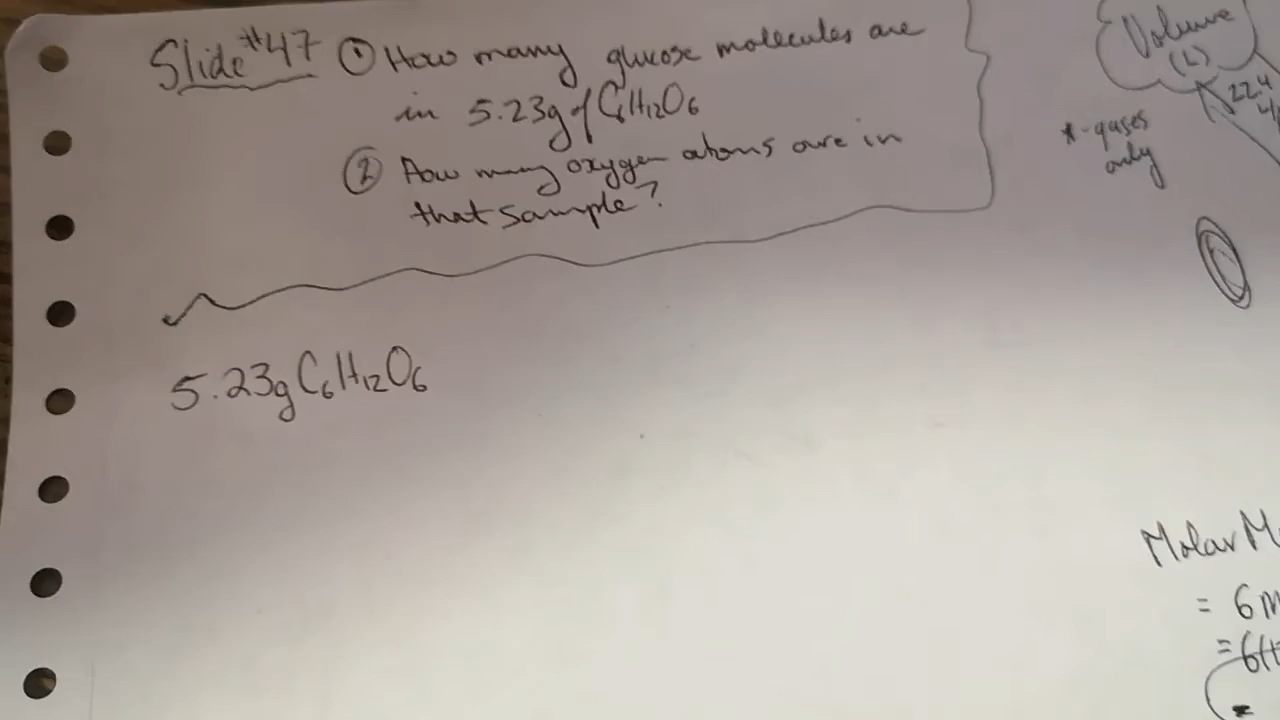 Slide #47 ① How many glucose molecules are
in 5.23g of C₆H₁₂O₆
② How many oxygen atoms are in
that sample?
5.23g C₆H₁₂O₆
Volume
(L)
22.4
*-gases
only
Molar
= 6
= 6